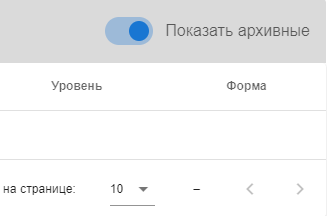 Показать архивные
Уровень Форма
на странице: 10 –